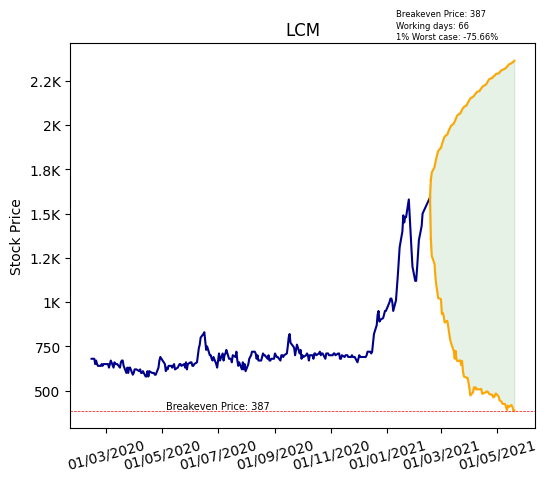 Breakeven Price: 387
Working days: 66
1% Worst case: -75.66%
LCM
Stock Price
2.2K
2K
1.8K
1.5K
1.2K
1K
750
500
Breakeven Price: 387
01/03/2020 01/05/2020 01/07/2020 01/09/2020 01/11/2020 01/01/2021 01/03/2021 01/05/2021